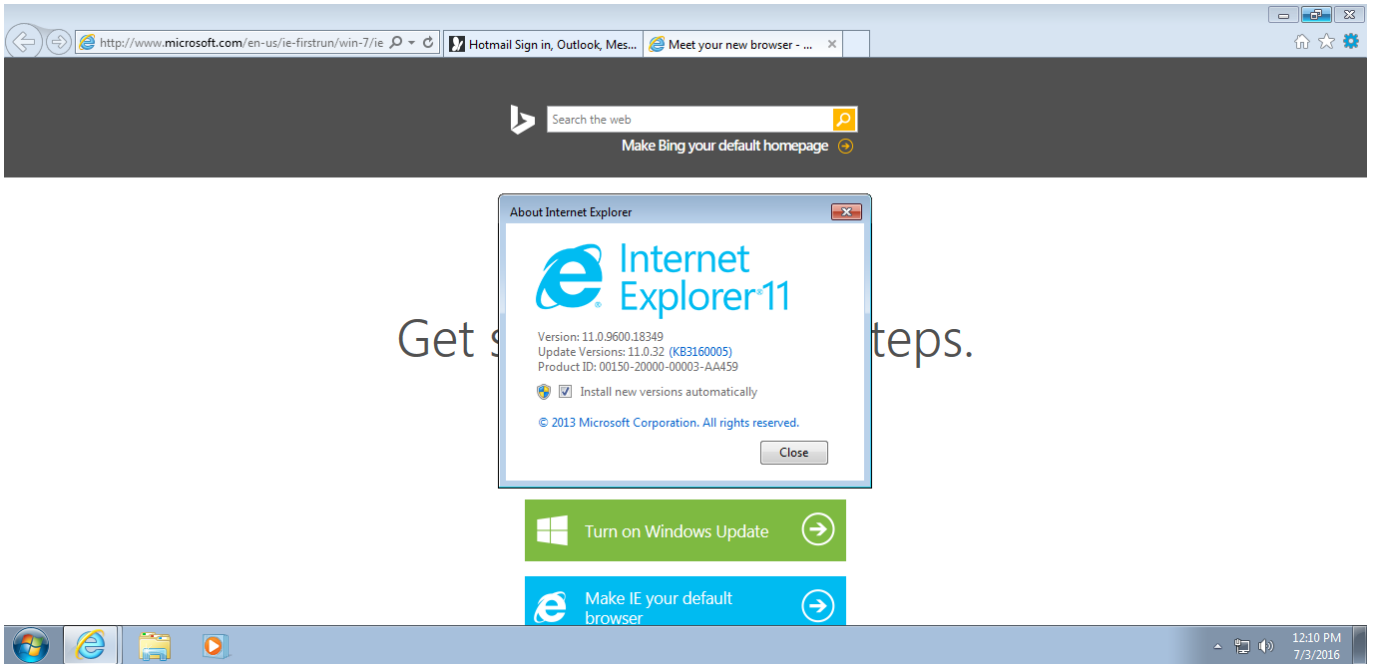 http://www.microsoft.com/en-us/ie-firstrun/win-7/ie
Hotmail Sign in, Outlook, Mes...
Meet your new browser - ...
Search the web
Make Bing your default homepage
About Internet Explorer
Internet
Explorer®11
Get s
teps.
Version: 11.0.9600.18349
Update Versions: 11.0.32 (KB3160005)
Product ID: 00150-20000-00003-AA459
Install new versions automatically
© 2013 Microsoft Corporation. All rights reserved.
Close
Turn on Windows Update
Make IE your default
browser
12:10 PM
7/3/2016